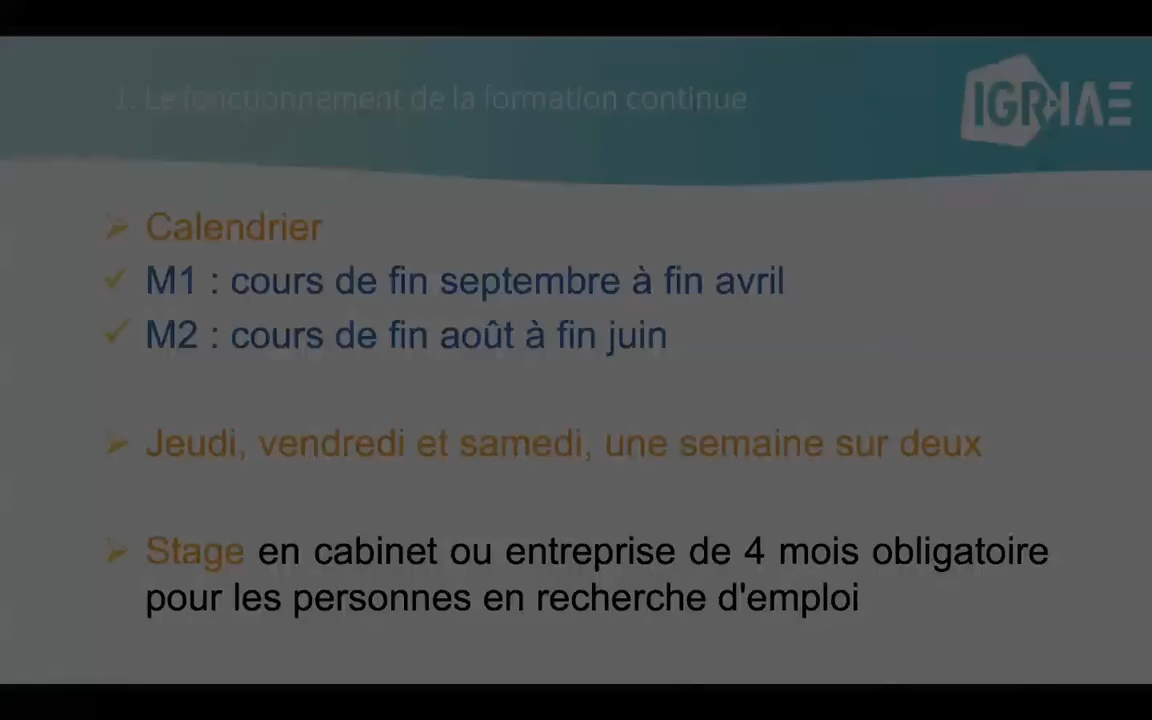 1. Le fonctionnement de la formation continue
IGR-IAE
Calendrier
M1 : cours de fin septembre à fin avril
M2 : cours de fin août à fin juin
Jeudi, vendredi et samedi, une semaine sur deux
Stage en cabinet ou entreprise de 4 mois obligatoire
pour les personnes en recherche d'emploi